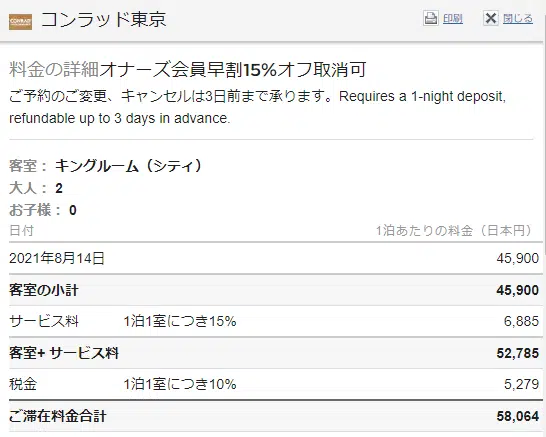 CONRAD コンラッド東京 印刷 閉じる
料金の詳細オナーズ会員早割15%オフ取消可
ご予約のご変更、キャンセルは3日前まで承ります。Requires a 1-night deposit,
refundable up to 3 days in advance.
客室： キングルーム（シティ）
大人： 2
お子様： 0
日付 1泊あたりの料金（日本円）
2021年8月14日 45,900
客室の小計 45,900
サービス料 1泊1室につき15% 6,885
客室+ サービス料 52,785
税金 1泊1室につき10% 5,279
ご滞在料金合計 58,064